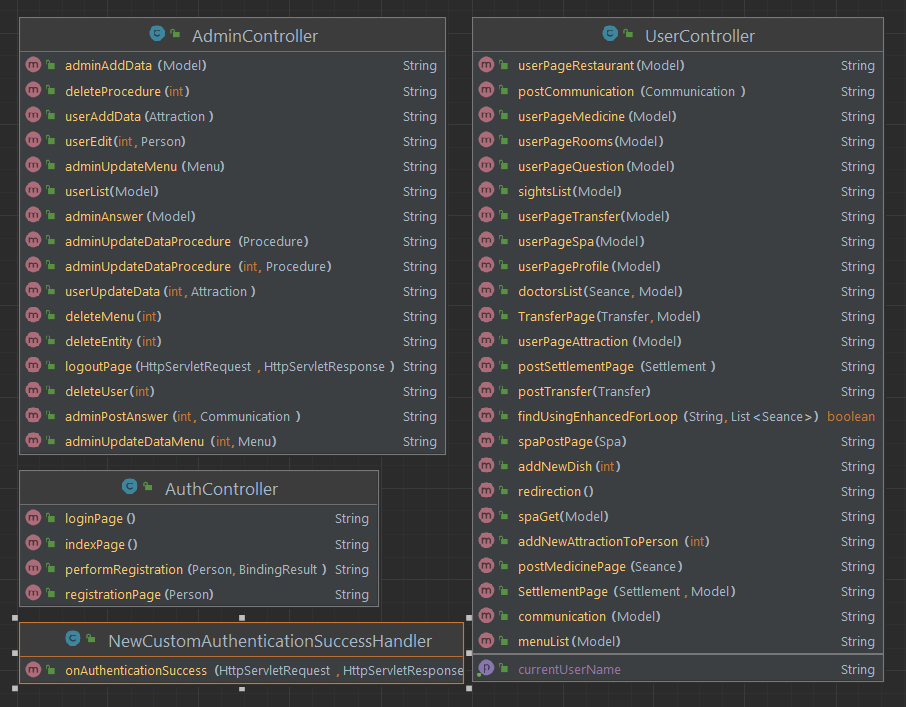 AdminController
adminAddData (Model) String
deleteProcedure (int) String
userAddData (Attraction ) String
userEdit(int, Person) String
adminUpdateMenu (Menu) String
userList(Model) String
adminAnswer (Model) String
adminUpdateDataProcedure (Procedure) String
adminUpdateDataProcedure (int, Procedure) String
userUpdateData (int, Attraction ) String
deleteMenu (int) String
deleteEntity (int) String
logoutPage (HttpServletRequest , HttpServletResponse ) String
deleteUser(int) String
adminPostAnswer (int, Communication ) String
adminUpdateDataMenu (int, Menu) String
AuthController
loginPage () String
indexPage () String
performRegistration (Person, BindingResult ) String
registrationPage (Person) String
NewCustomAuthenticationSuccessHandler
onAuthenticationSuccess (HttpServletRequest , HttpServletResponse
UserController
userPageRestaurant (Model) String
postCommunication (Communication ) String
userPageMedicine (Model) String
userPageRooms(Model) String
userPageQuestion (Model) String
sightsList(Model) String
userPageTransfer(Model) String
userPageSpa(Model) String
userPageProfile (Model) String
doctorsList(Seance, Model) String
TransferPage(Transfer, Model) String
userPageAttraction (Model) String
postSettlementPage (Settlement ) String
postTransfer(Transfer) String
findUsingEnhancedForLoop (String, List <Seance>) boolean
spaPostPage(Spa) String
addNewDish (int) String
redirection () String
spaGet(Model) String
addNewAttractionToPerson (int) String
postMedicinePage (Seance) String
SettlementPage (Settlement , Model) String
communication (Model) String
menuList(Model) String
currentUserName String